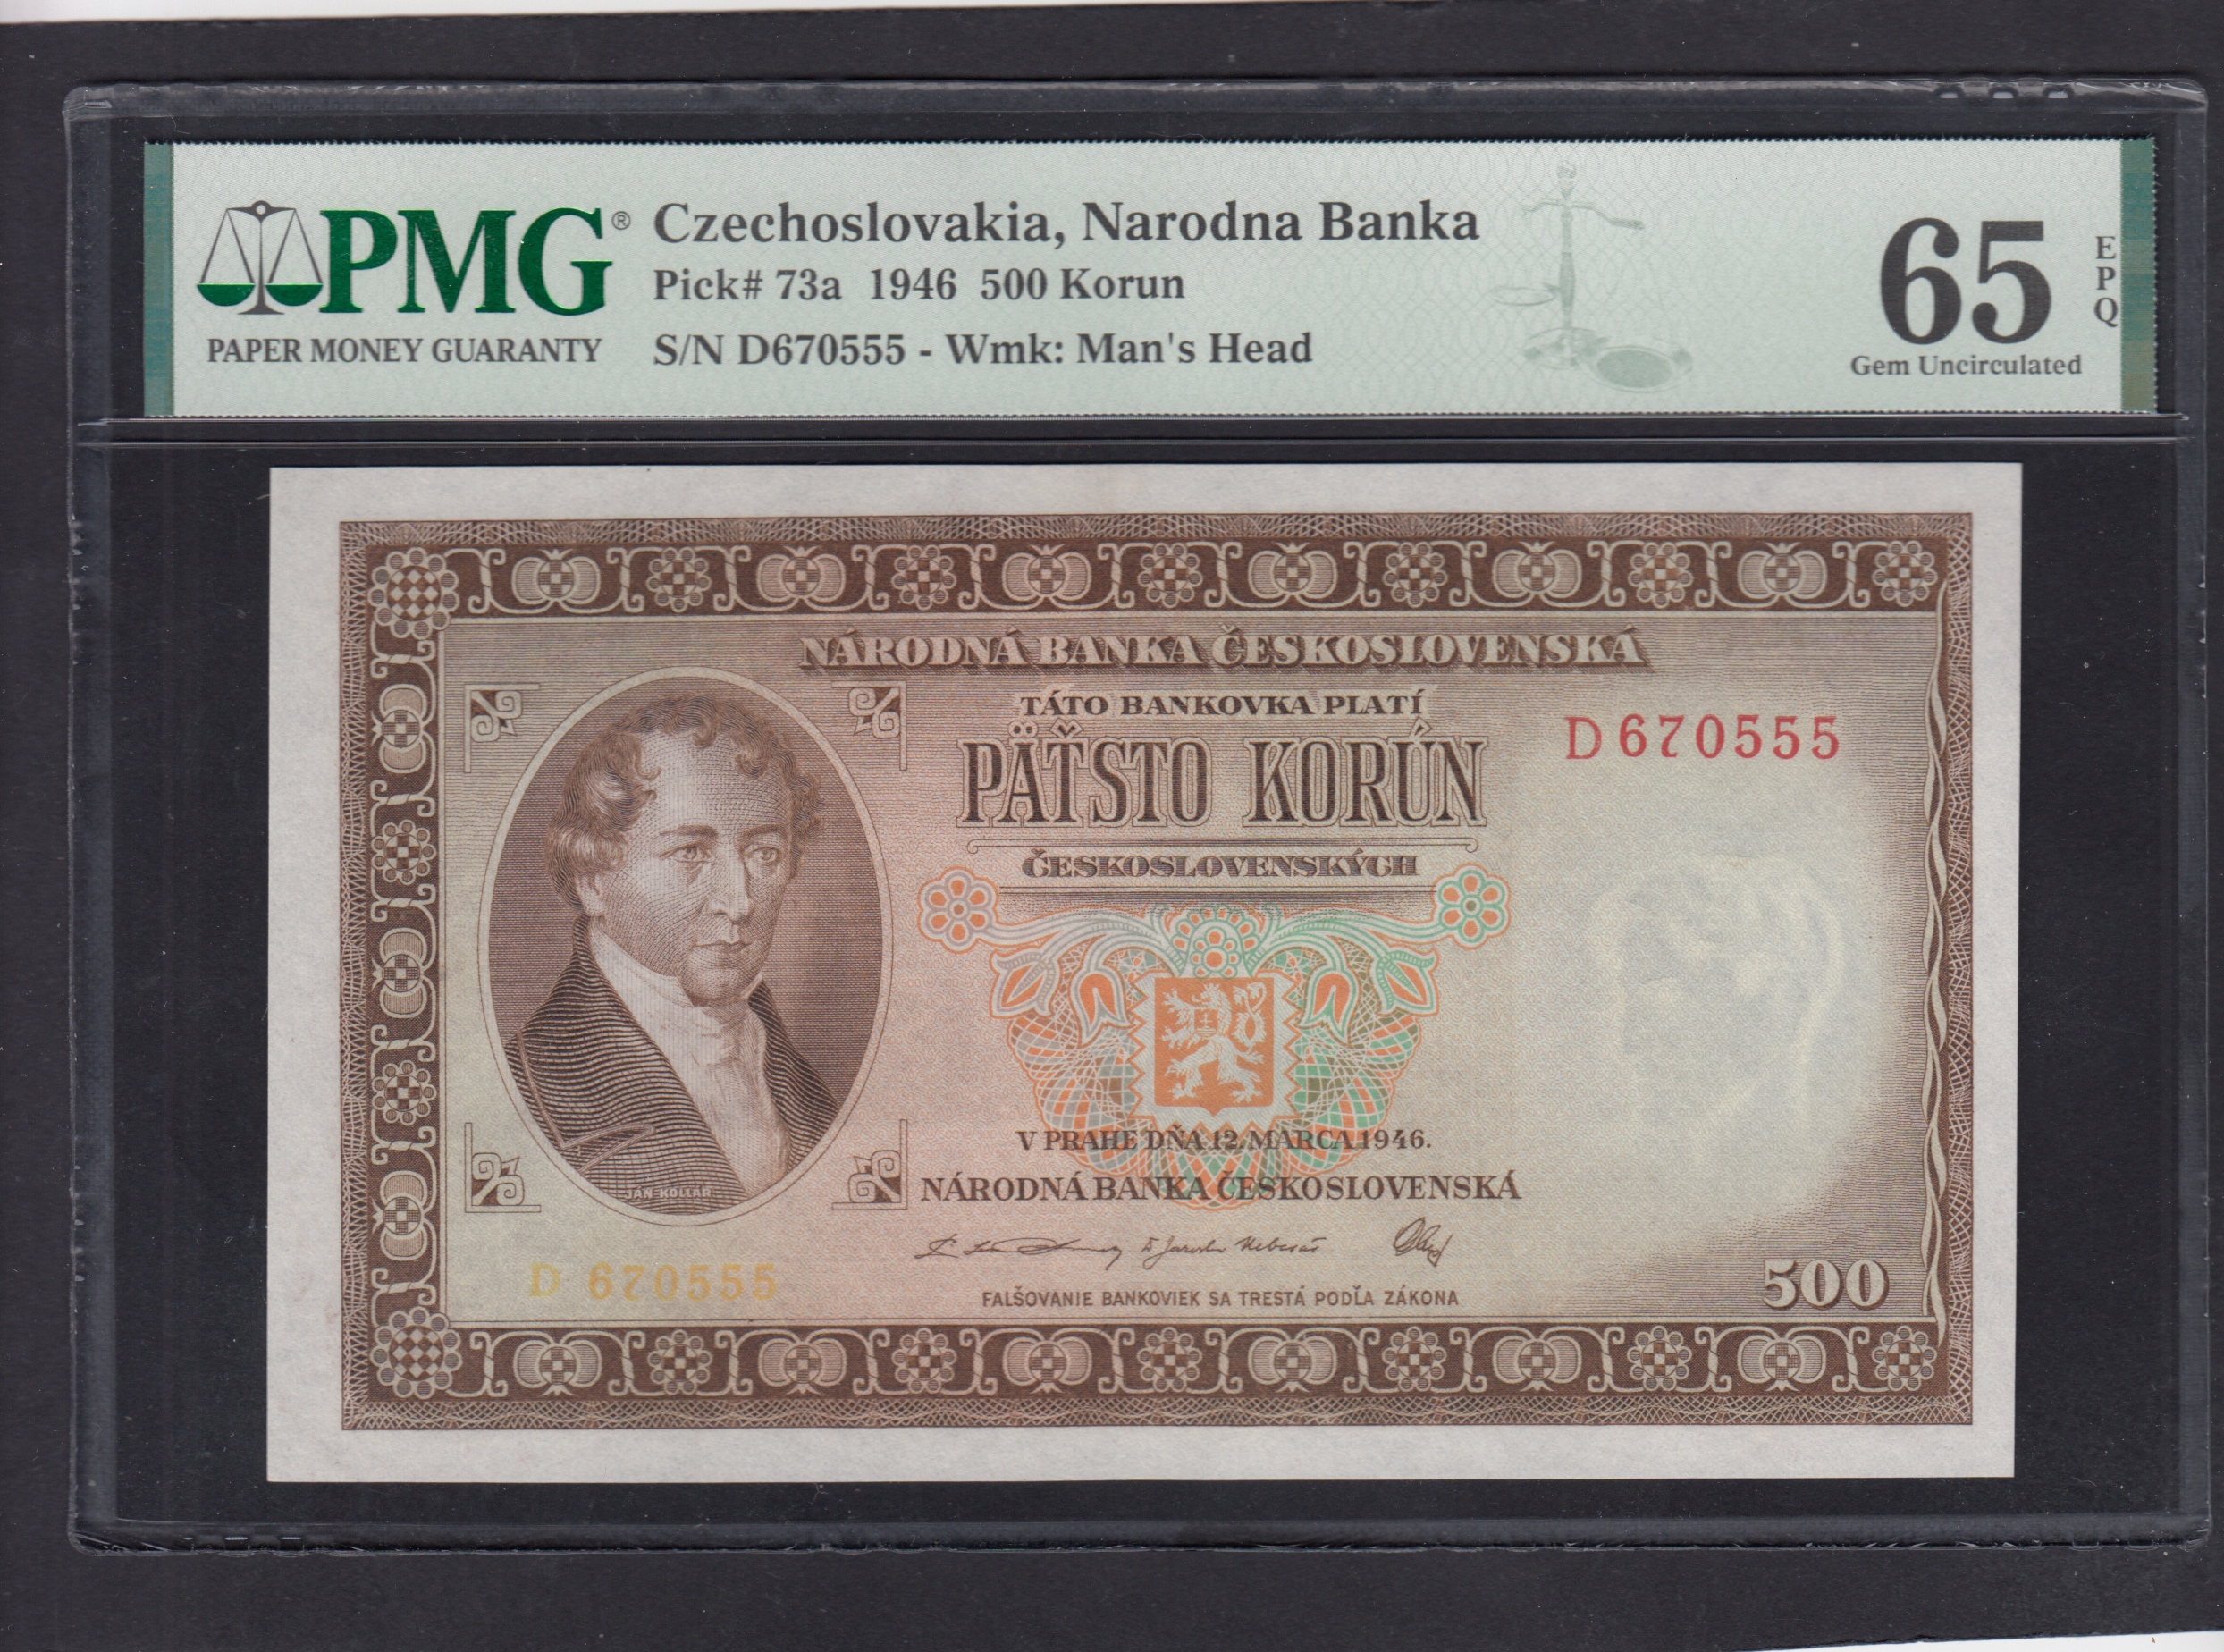 PMG®
PAPER MONEY GUARANTY
Czechoslovakia, Narodna Banka
Pick# 73a 1946 500 Korun
S/N D670555 - Wmk: Man's Head
65
EPQ
Gem Uncirculated
NÁRODNÁ BANKA ČESKOSLOVENSKÁ
TÁTO BANKOVKA PLATÍ
PÄŤSTO KORÚN
ČESKOSLOVENSKÝCH
D670555
V PRAHE DŇA 12. MARCA 1946.
NÁRODNÁ BANKA ČESKOSLOVENSKÁ
JÁN KOLLÁR
D 670555
FALŠOVANIE BANKOVIEK SA TRESTÁ PODĽA ZÁKONA
500